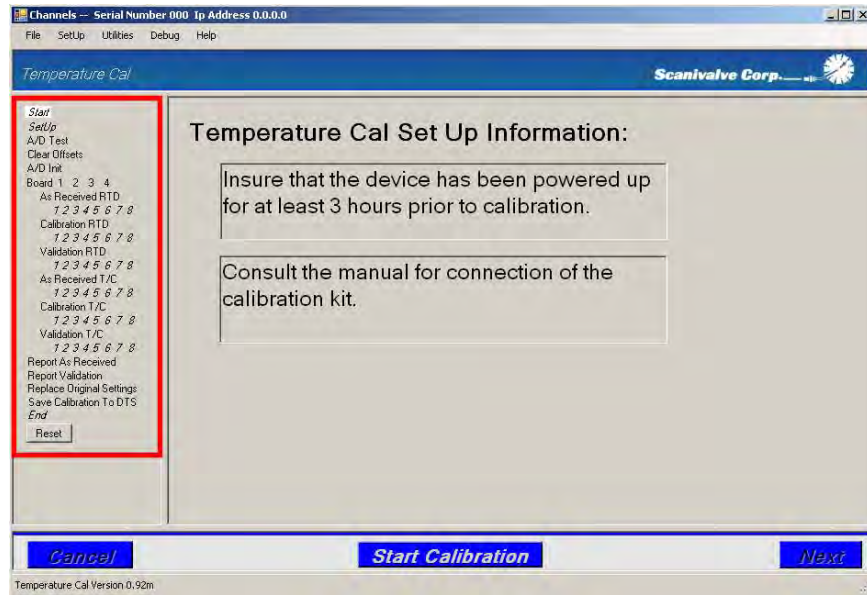 Channels -- Serial Number 000 Ip Address 0.0.0.0
File SetUp Utilities Debug Help
Temperature Cal
Scanivalve Corp.
Start
SetUp
A/D Test
Clear Offsets
A/D Init
Board 1 2 3 4
As Received RTD
1 2 3 4 5 6 7 8
Calibration RTD
1 2 3 4 5 6 7 8
Validation RTD
1 2 3 4 5 6 7 8
As Received T/C
1 2 3 4 5 6 7 8
Calibration T/C
1 2 3 4 5 6 7 8
Validation T/C
1 2 3 4 5 6 7 8
Report As Received
Report Validation
Replace Original Settings
Save Calibration To DTS
End
Reset
Temperature Cal Set Up Information:
Insure that the device has been powered up
for at least 3 hours prior to calibration.
Consult the manual for connection of the
calibration kit.
Cancel
Start Calibration
Next
Temperature Cal Version 0.92m